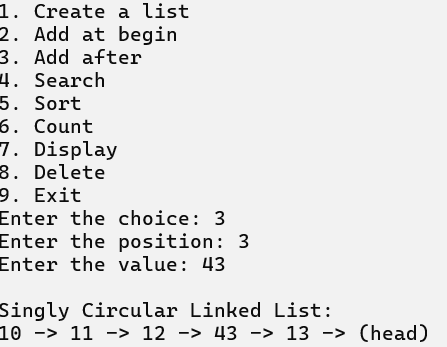 1. Create a list
2. Add at begin
3. Add after
4. Search
5. Sort
6. Count
7. Display
8. Delete
9. Exit
Enter the choice: 3
Enter the position: 3
Enter the value: 43
Singly Circular Linked List:
10 -> 11 -> 12 -> 43 -> 13 -> (head)